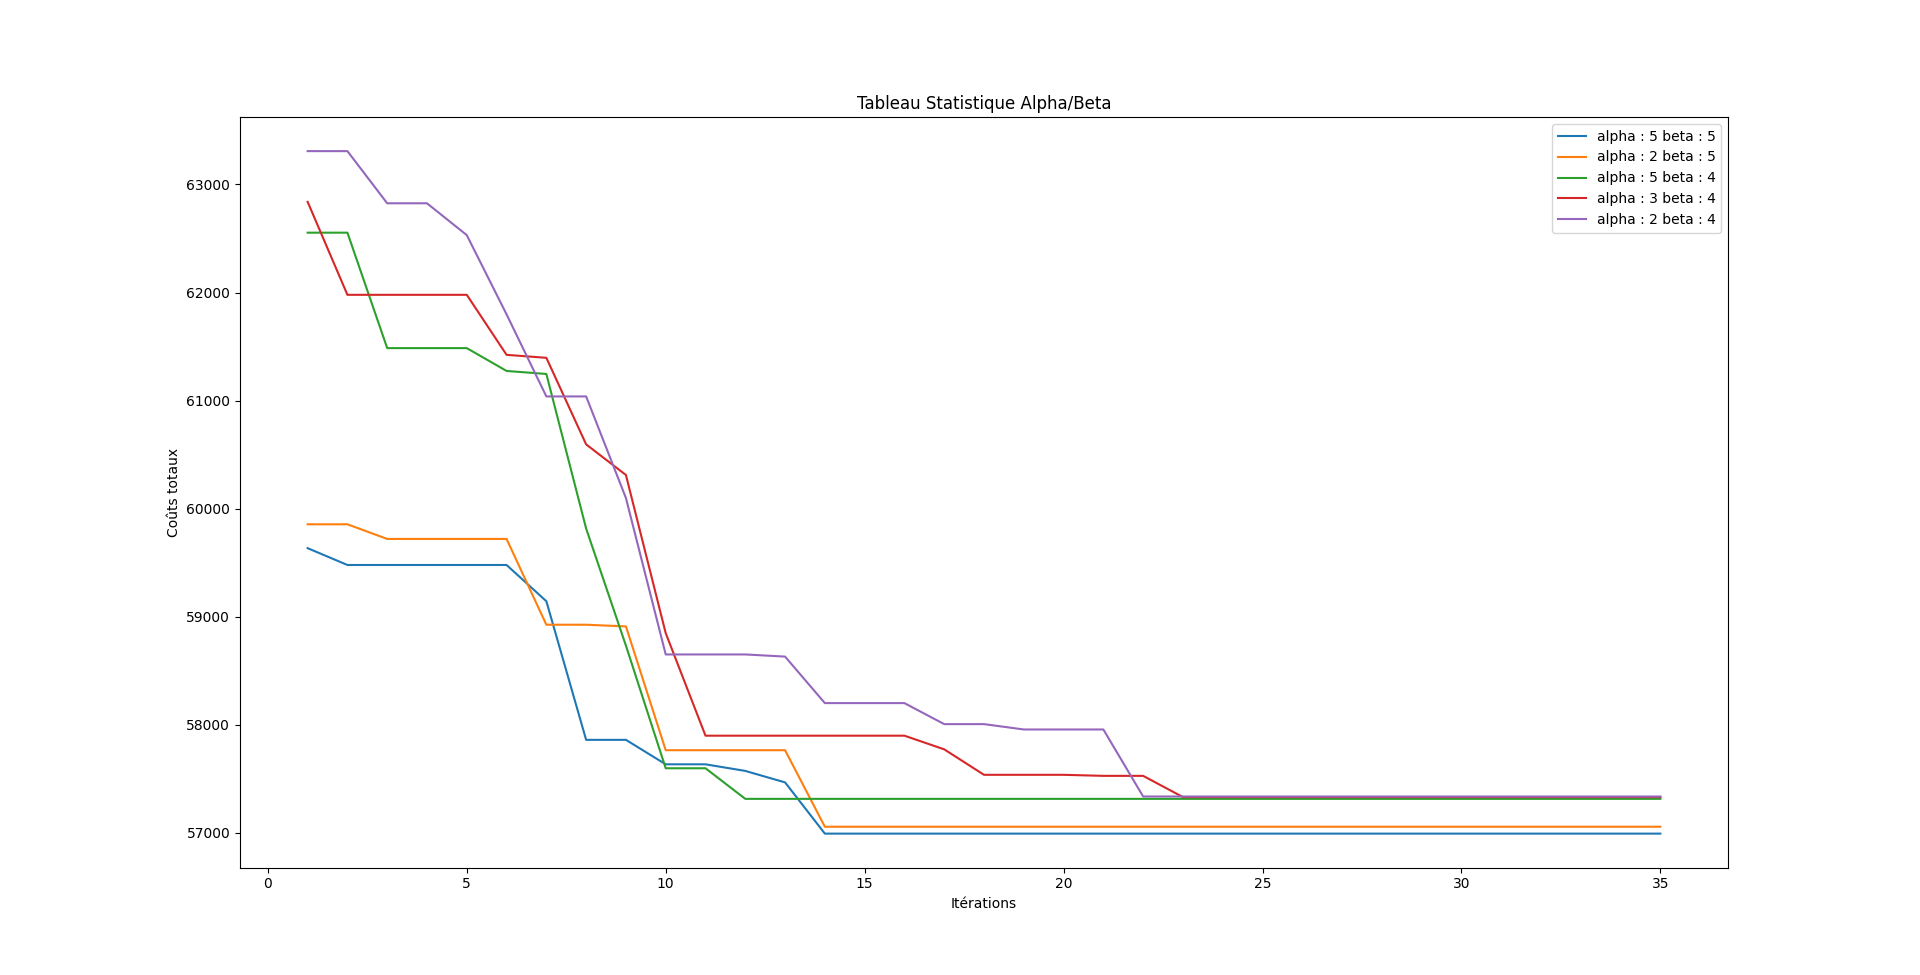 Tableau Statistique Alpha/Beta
alpha : 5 beta : 5
alpha : 2 beta : 5
alpha : 5 beta : 4
alpha : 3 beta : 4
alpha : 2 beta : 4
63000
62000
61000
60000
59000
58000
57000
Coûts totaux
0 5 10 15 20 25 30 35
Itérations